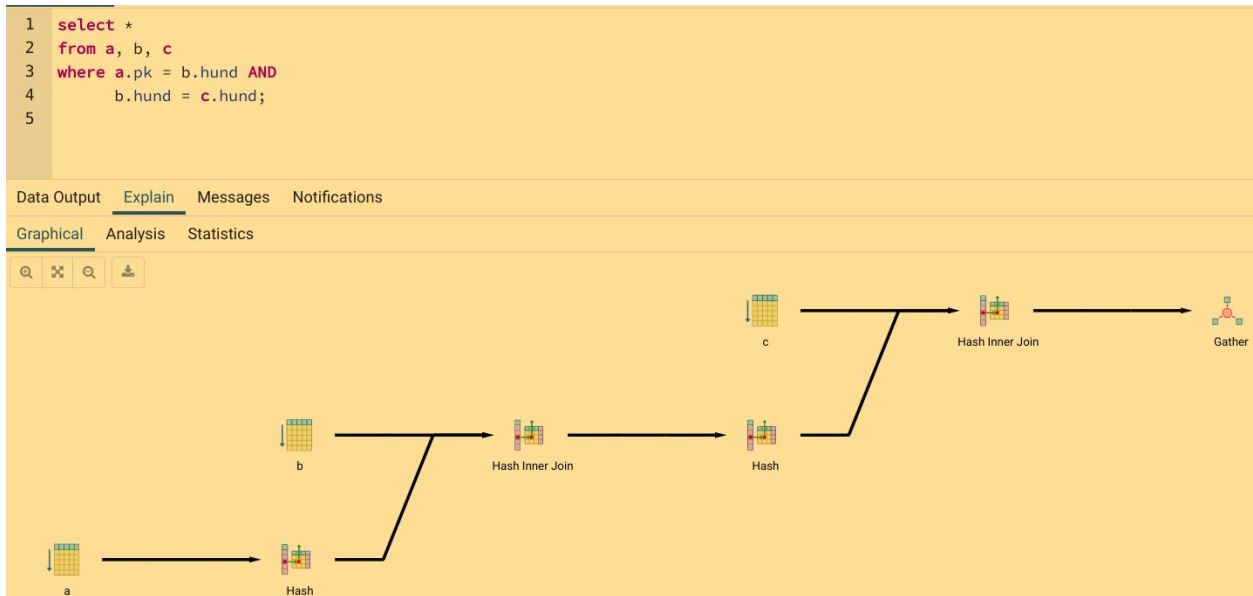 1 select *
2 from a, b, c
3 where a.pk = b.hund AND
4 b.hund = c.hund;
5
Data Output Explain Messages Notifications
Graphical Analysis Statistics
c Hash Inner Join Gather
b Hash Inner Join Hash
a Hash